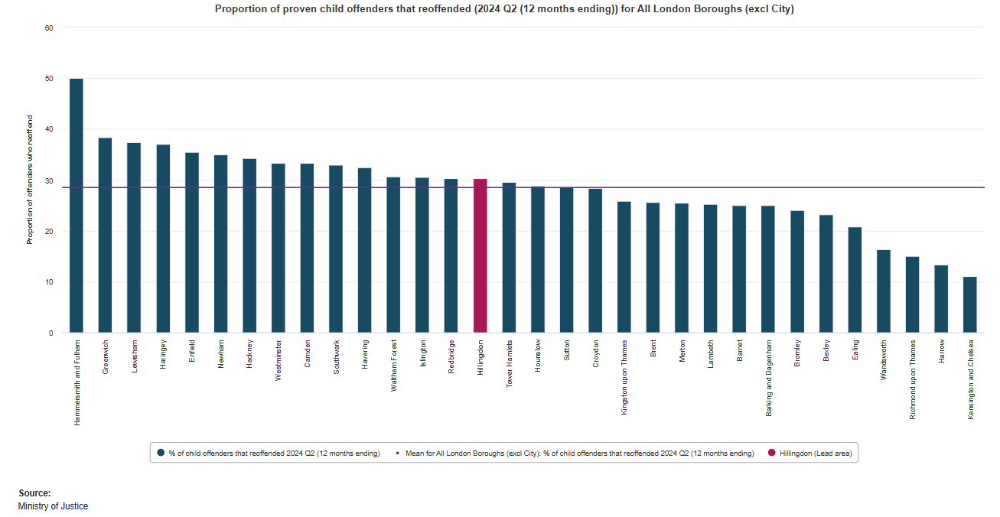 Proportion of proven child offenders that reoffended (2024 Q2 (12 months ending)) for All London Boroughs (excl City)
60
50
40
30
20
10
0
Proportion of offenders who reoffend
Hammersmith and Fulham
Greenwich
Lewisham
Haringey
Enfield
Newham
Hackney
Westminster
Camden
Southwark
Havering
Waltham Forest
Islington
Redbridge
Hillingdon
Tower Hamlets
Hounslow
Sutton
Croydon
Kingston upon Thames
Brent
Merton
Lambeth
Barnet
Barking and Dagenham
Bromley
Bexley
Ealing
Wandsworth
Richmond upon Thames
Harrow
Kensington and Chelsea
% of child offenders that reoffended 2024 Q2 (12 months ending)
Mean for All London Boroughs (excl City): % of child offenders that reoffended 2024 Q2 (12 months ending)
Hillingdon (Lead area)
Source:
Ministry of Justice